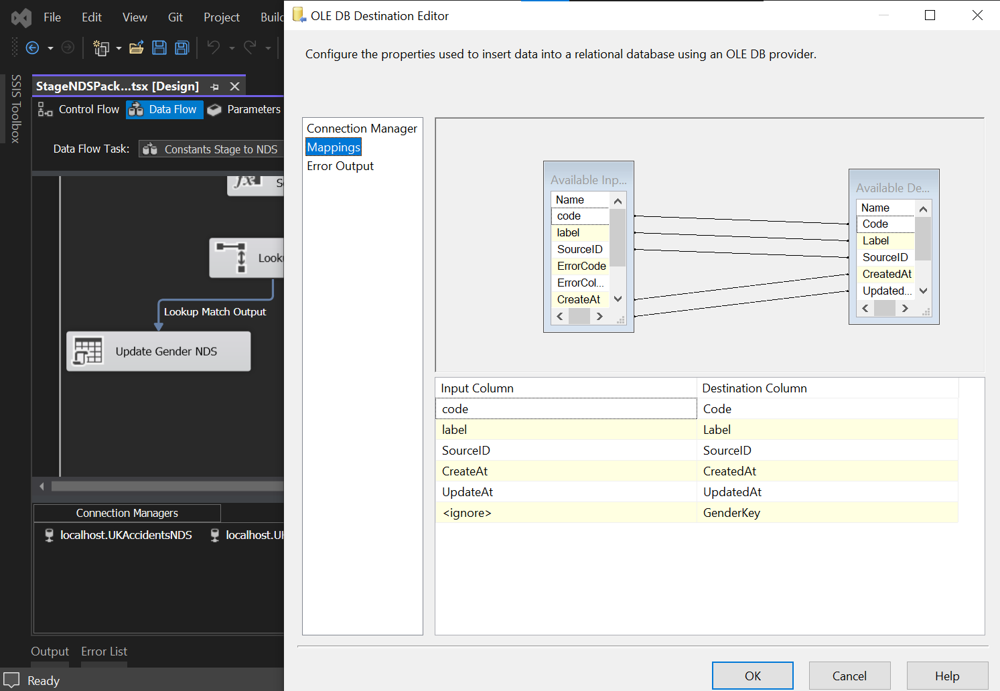 File Edit View Git Project
OLE DB Destination Editor
Configure the properties used to insert data into a relational database using an OLE DB provider.
SSIS Toolbox
StageNDSPack...tsx [Design]
Control Flow Data Flow Parameters
Data Flow Task: Constants Stage to NDS
Lookup Match Output
Update Gender NDS
Connection Managers
localhost.UKAccidentsNDS
Output Error List
Ready
Connection Manager
Mappings
Error Output
Available Inp...
Name
code
label
SourceID
ErrorCode
ErrorCol...
CreateAt
Available De...
Name
Code
Label
SourceID
CreatedAt
Updated...
Input Column Destination Column
code Code
label Label
SourceID SourceID
CreateAt CreatedAt
UpdateAt UpdatedAt
<ignore> GenderKey
OK Cancel Help